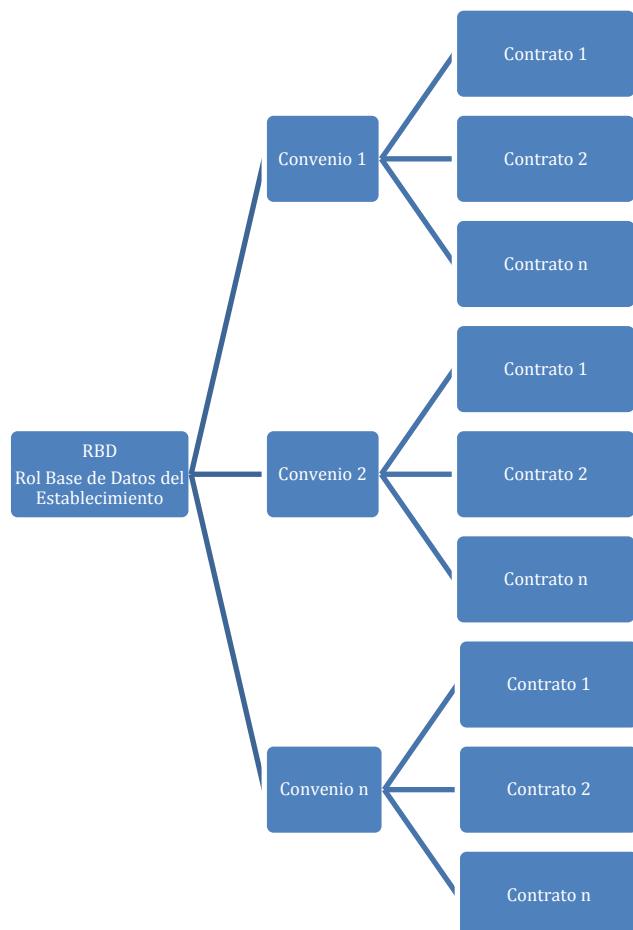 RBD
Rol Base de Datos del
Establecimiento
Convenio 1
Contrato 1
Contrato 2
Contrato n
Convenio 2
Contrato 1
Contrato 2
Contrato n
Convenio n
Contrato 1
Contrato 2
Contrato n